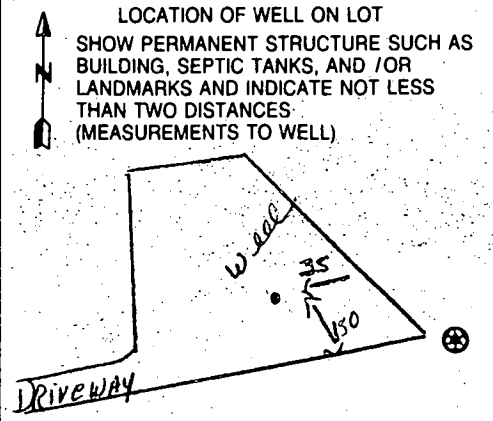 LOCATION OF WELL ON LOT
SHOW PERMANENT STRUCTURE SUCH AS
N
BUILDING, SEPTIC TANKS, AND /OR
LANDMARKS AND INDICATE NOT LESS
THAN TWO DISTANCES
(MEASUREMENTS TO WELL)
Well
35
150
DRIVEWAY